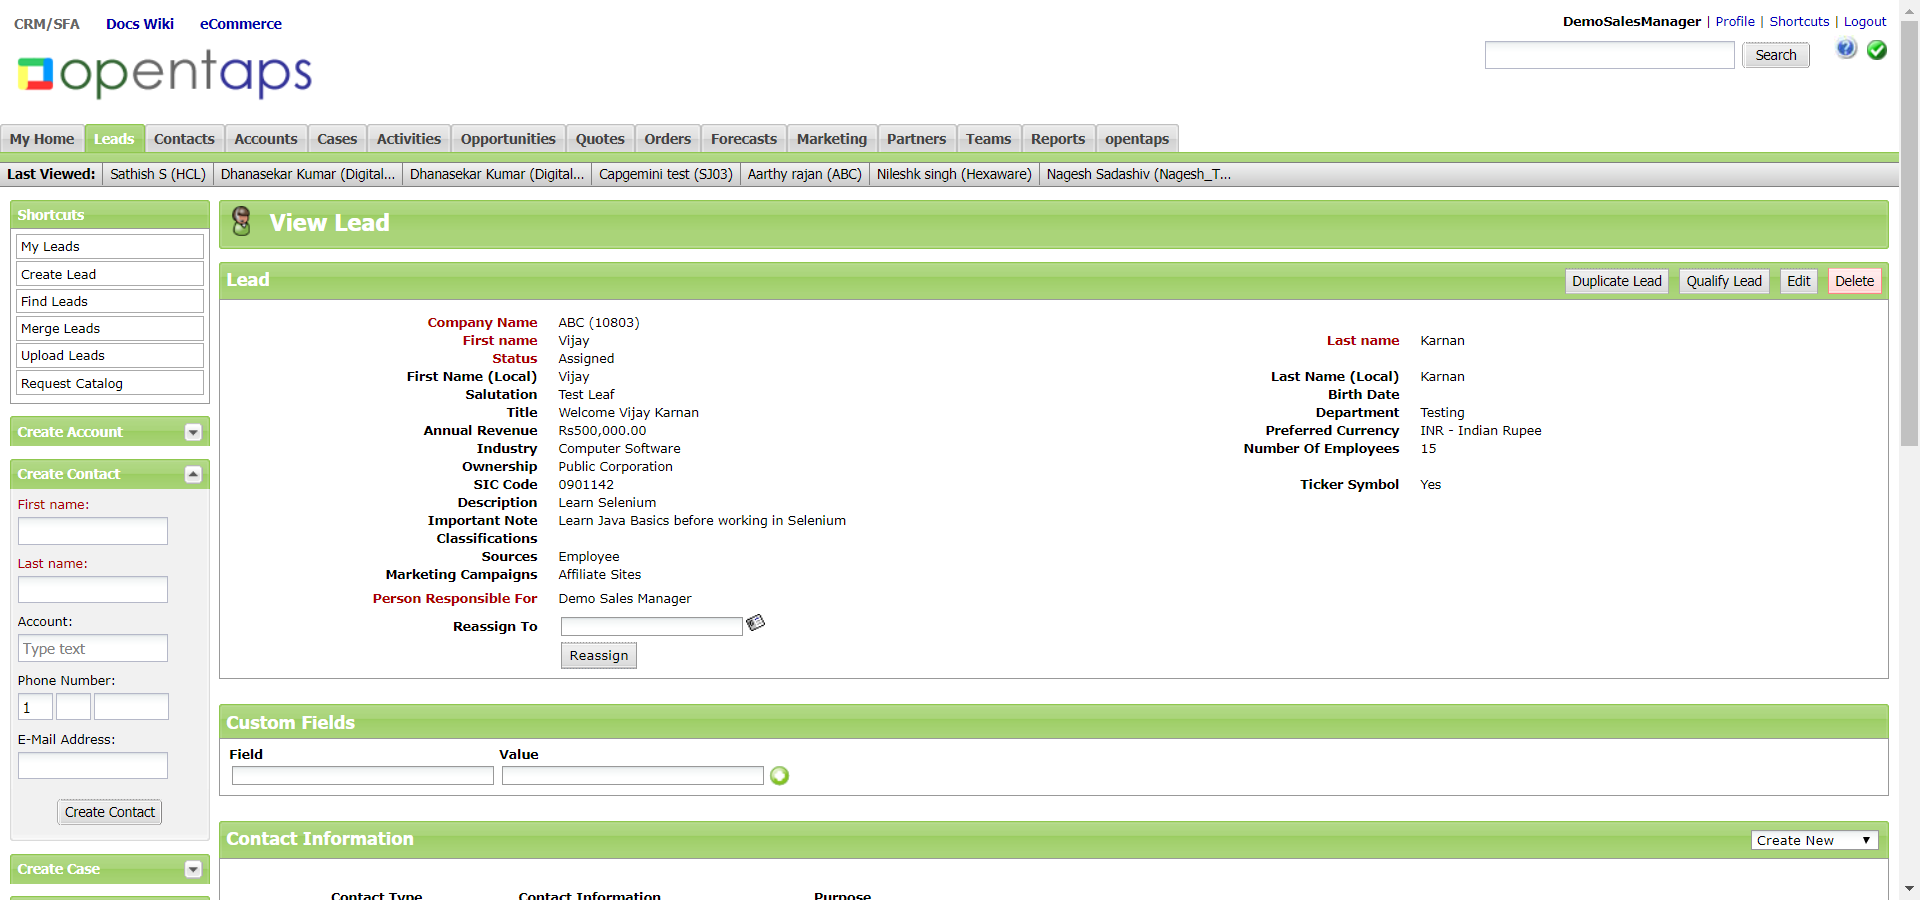 CRM/SFA Docs Wiki eCommerce
DemoSalesManager | Profile | Shortcuts | Logout
Search
opentaps
My Home Leads Contacts Accounts Cases Activities Opportunities Quotes Orders Forecasts Marketing Partners Teams Reports opentaps
Last Viewed: Sathish S (HCL) Dhanasekar Kumar (Digital... Dhanasekar Kumar (Digital... Capgemini test (SJ03) Aarthy rajan (ABC) Nileshk singh (Hexaware) Nagesh Sadashiv (Nagesh_T...
Shortcuts
My Leads
Create Lead
Find Leads
Merge Leads
Upload Leads
Request Catalog
Create Account
Create Contact
First name:
Last name:
Account:
Type text
Phone Number:
1
E-Mail Address:
Create Contact
Create Case
View Lead
Lead Duplicate Lead Qualify Lead Edit Delete
Company Name ABC (10803)
First name Vijay Last name Karnan
Status Assigned
First Name (Local) Vijay Last Name (Local) Karnan
Salutation Test Leaf Birth Date
Title Welcome Vijay Karnan Department Testing
Annual Revenue Rs500,000.00 Preferred Currency INR - Indian Rupee
Industry Computer Software Number Of Employees 15
Ownership Public Corporation
SIC Code 0901142 Ticker Symbol Yes
Description Learn Selenium
Important Note Learn Java Basics before working in Selenium
Classifications
Sources Employee
Marketing Campaigns Affiliate Sites
Person Responsible For Demo Sales Manager
Reassign To
Reassign
Custom Fields
Field Value
Contact Information Create New
Contact Type Contact Information Purpose